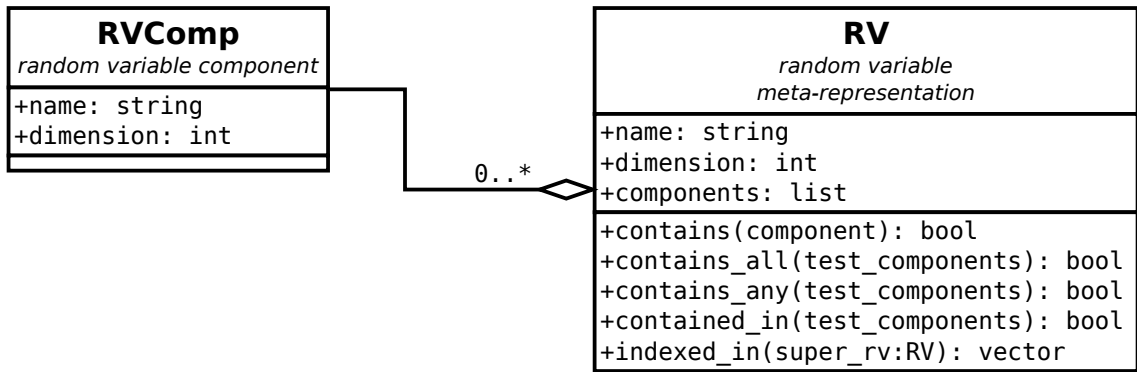 RVComp
random variable component
+name: string
+dimension: int
0..*
RV
random variable
meta-representation
+name: string
+dimension: int
+components: list
+contains(component): bool
+contains_all(test_components): bool
+contains_any(test_components): bool
+contained_in(test_components): bool
+indexed_in(super_rv:RV): vector